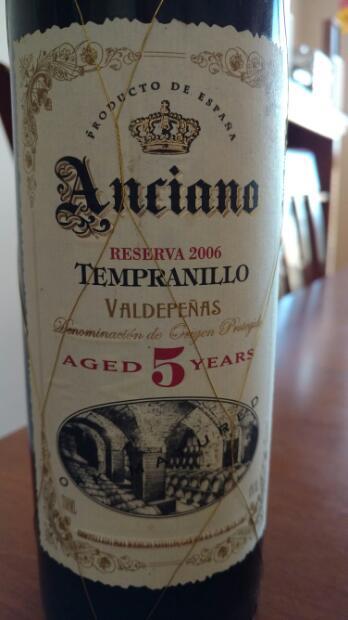 PRODUCTO DE ESPAÑA
Anciano
RESERVA 2006
TEMPRANILLO
VALDEPEÑAS
Denominación de Origen Protegida
AGED 5 YEARS